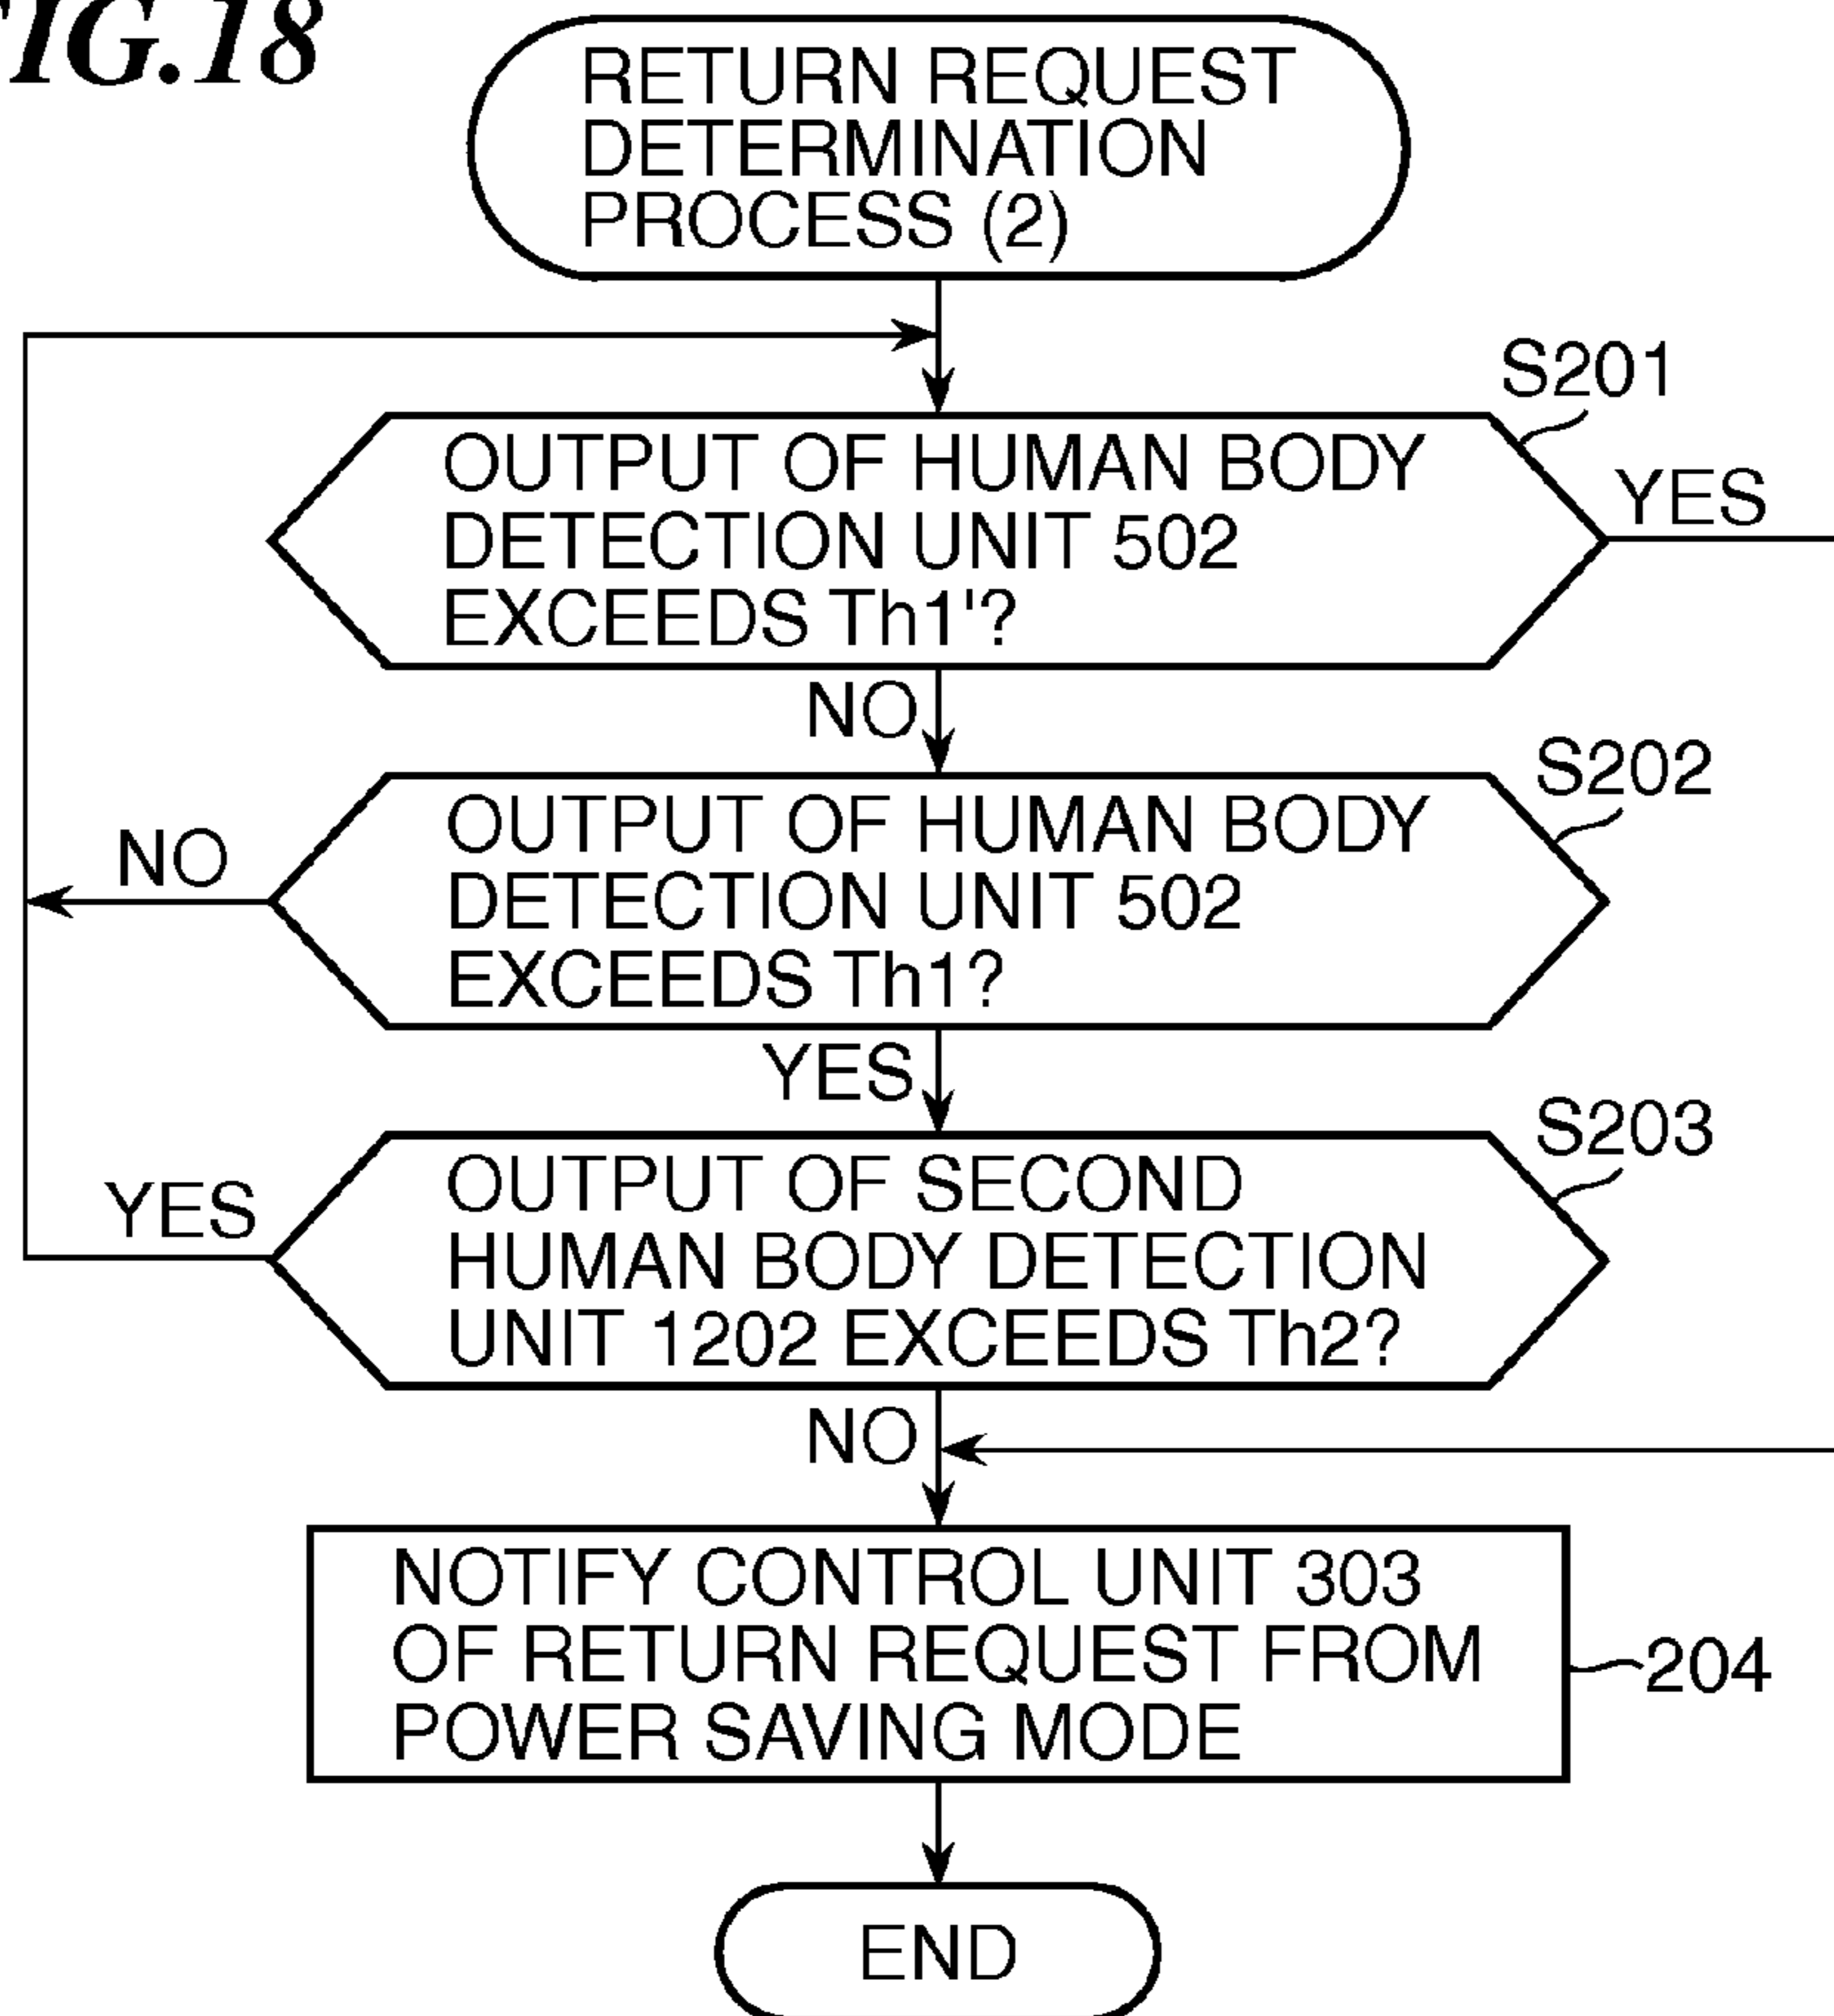 FIG.18
RETURN REQUEST
DETERMINATION
PROCESS (2)
S201
OUTPUT OF HUMAN BODY
DETECTION UNIT 502
EXCEEDS Th1'?
YES
NO
S202
OUTPUT OF HUMAN BODY
DETECTION UNIT 502
EXCEEDS Th1?
NO
YES
S203
OUTPUT OF SECOND
HUMAN BODY DETECTION
UNIT 1202 EXCEEDS Th2?
YES
NO
NOTIFY CONTROL UNIT 303
OF RETURN REQUEST FROM
POWER SAVING MODE
204
END